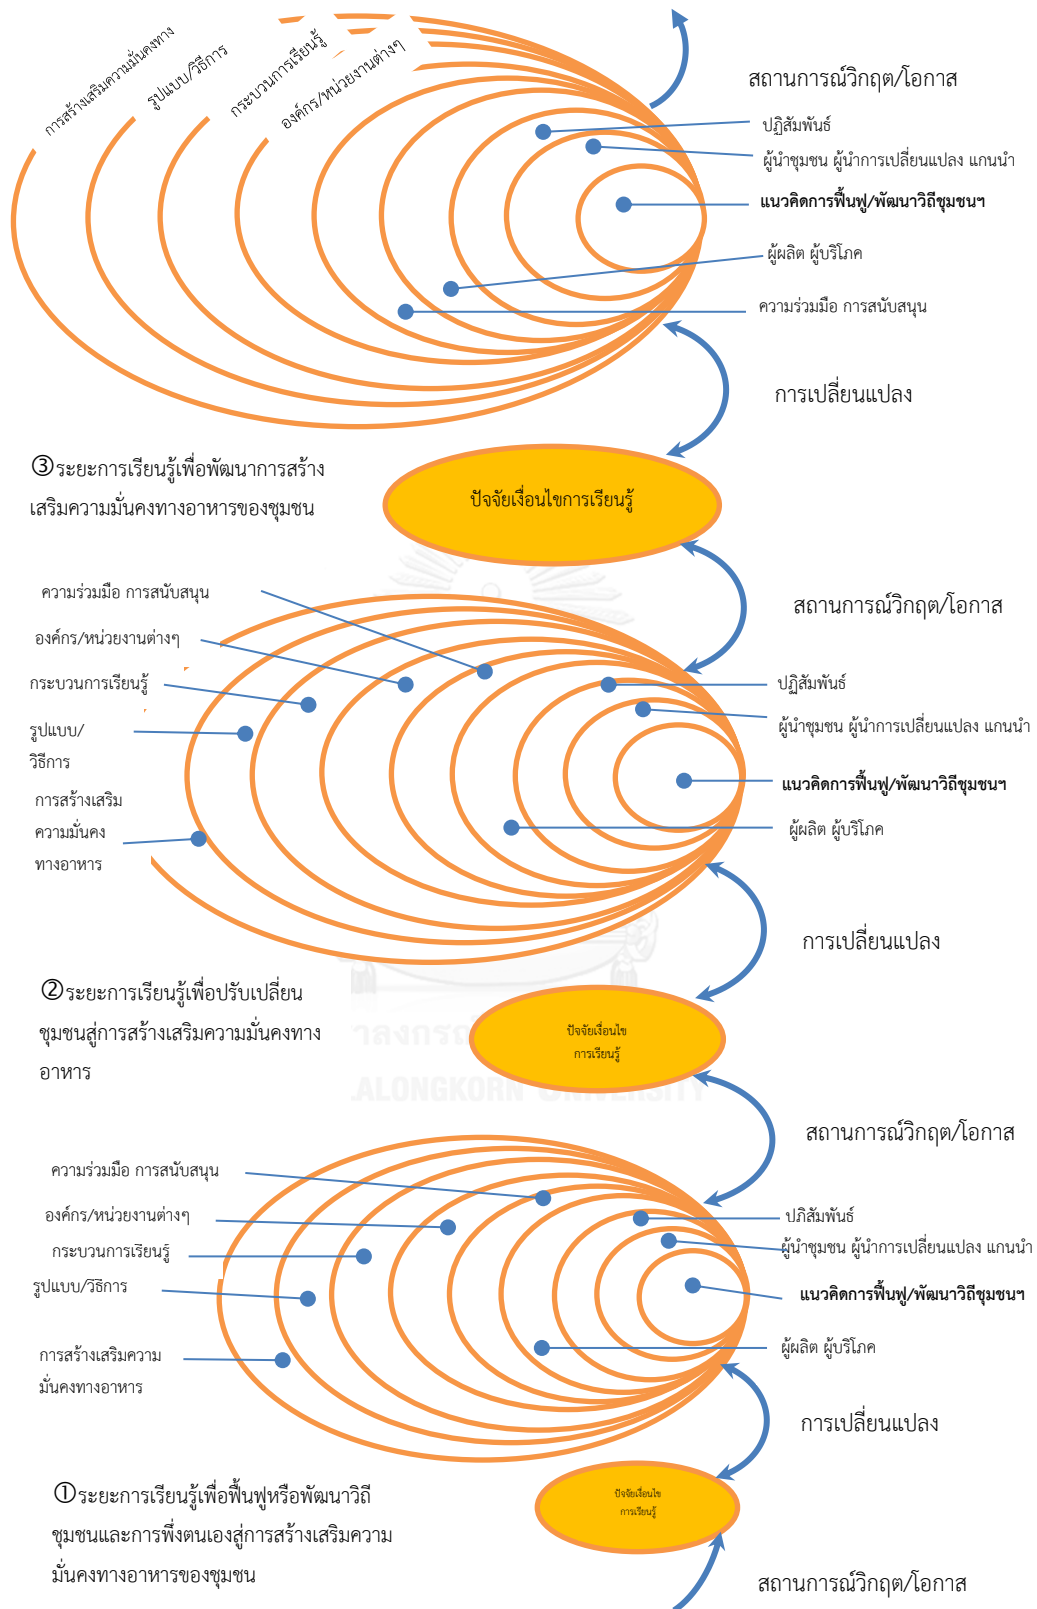 การสร้างเสริมความมั่นคงทาง
รูปแบบ/วิธีการ
กระบวนการเรียนรู้
องค์กร/หน่วยงานต่างๆ
สถานการณ์วิกฤต/โอกาส
ปฏิสัมพันธ์
ผู้นำชุมชน ผู้นำการเปลี่ยนแปลง แกนนำ
แนวคิดการฟื้นฟู/พัฒนาวิถีชุมชนฯ
ผู้ผลิต ผู้บริโภค
ความร่วมมือ การสนับสนุน
การเปลี่ยนแปลง
③ระยะการเรียนรู้เพื่อพัฒนาการสร้าง
เสริมความมั่นคงทางอาหารของชุมชน
ปัจจัยเงื่อนไขการเรียนรู้
สถานการณ์วิกฤต/โอกาส
ความร่วมมือ การสนับสนุน
องค์กร/หน่วยงานต่างๆ
กระบวนการเรียนรู้
รูปแบบ/
วิธีการ
การสร้างเสริม
ความมั่นคง
ทางอาหาร
ปฏิสัมพันธ์
ผู้นำชุมชน ผู้นำการเปลี่ยนแปลง แกนนำ
แนวคิดการฟื้นฟู/พัฒนาวิถีชุมชนฯ
ผู้ผลิต ผู้บริโภค
การเปลี่ยนแปลง
②ระยะการเรียนรู้เพื่อปรับเปลี่ยน
ชุมชนสู่การสร้างเสริมความมั่นคงทาง
อาหาร
ปัจจัยเงื่อนไข
การเรียนรู้
สถานการณ์วิกฤต/โอกาส
ความร่วมมือ การสนับสนุน
องค์กร/หน่วยงานต่างๆ
กระบวนการเรียนรู้
รูปแบบ/วิธีการ
การสร้างเสริมความ
มั่นคงทางอาหาร
ปภิสัมพันธ์
ผู้นำชุมชน ผู้นำการเปลี่ยนแปลง แกนนำ
แนวคิดการฟื้นฟู/พัฒนาวิถีชุมชนฯ
ผู้ผลิต ผู้บริโภค
การเปลี่ยนแปลง
①ระยะการเรียนรู้เพื่อฟื้นฟูหรือพัฒนาวิถี
ชุมชนและการพึ่งตนเองสู่การสร้างเสริมความ
มั่นคงทางอาหารของชุมชน
ปัจจัยเงื่อนไข
การเรียนรู้
สถานการณ์วิกฤต/โอกาส